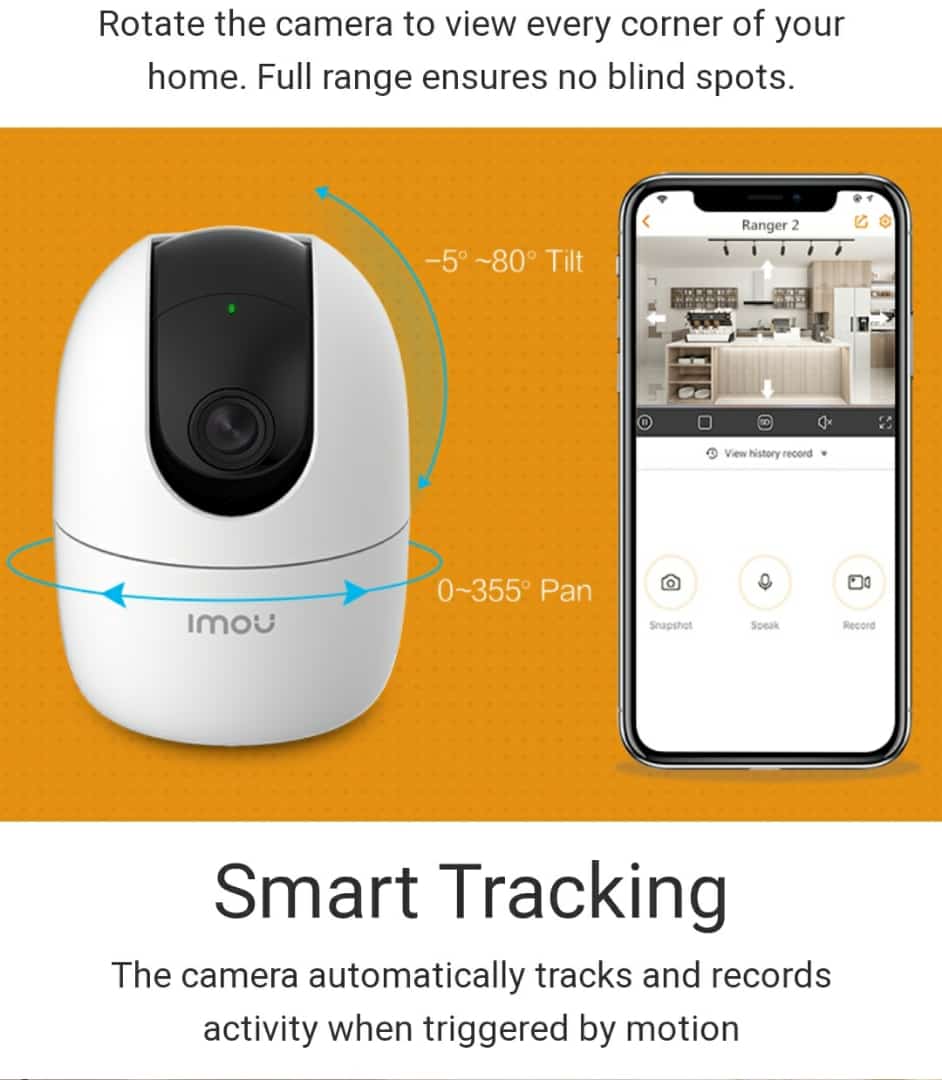 Rotate the camera to view every corner of your
home. Full range ensures no blind spots.
−5° ~80° Tilt
0~355° Pan
imou
Ranger 2
SD
View history record
Snapshot
Speak
Record
Smart Tracking
The camera automatically tracks and records
activity when triggered by motion